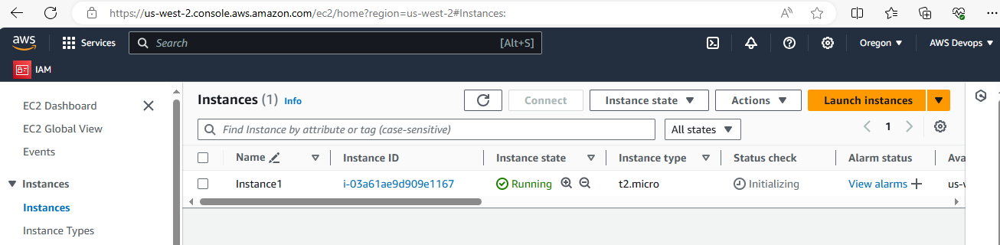 https://us-west-2.console.aws.amazon.com/ec2/home?region=us-west-2#Instances:
aws Services Search [Alt+S] Oregon AWS Devops
IAM
EC2 Dashboard
EC2 Global View
Events
Instances
Instances
Instance Types
Instances (1) Info Connect Instance state Actions Launch instances
Find Instance by attribute or tag (case-sensitive) All states 1
Name Instance ID Instance state Instance type Status check Alarm status Ava
Instance1 i-03a61ae9d909e1167 Running t2.micro Initializing View alarms + us-